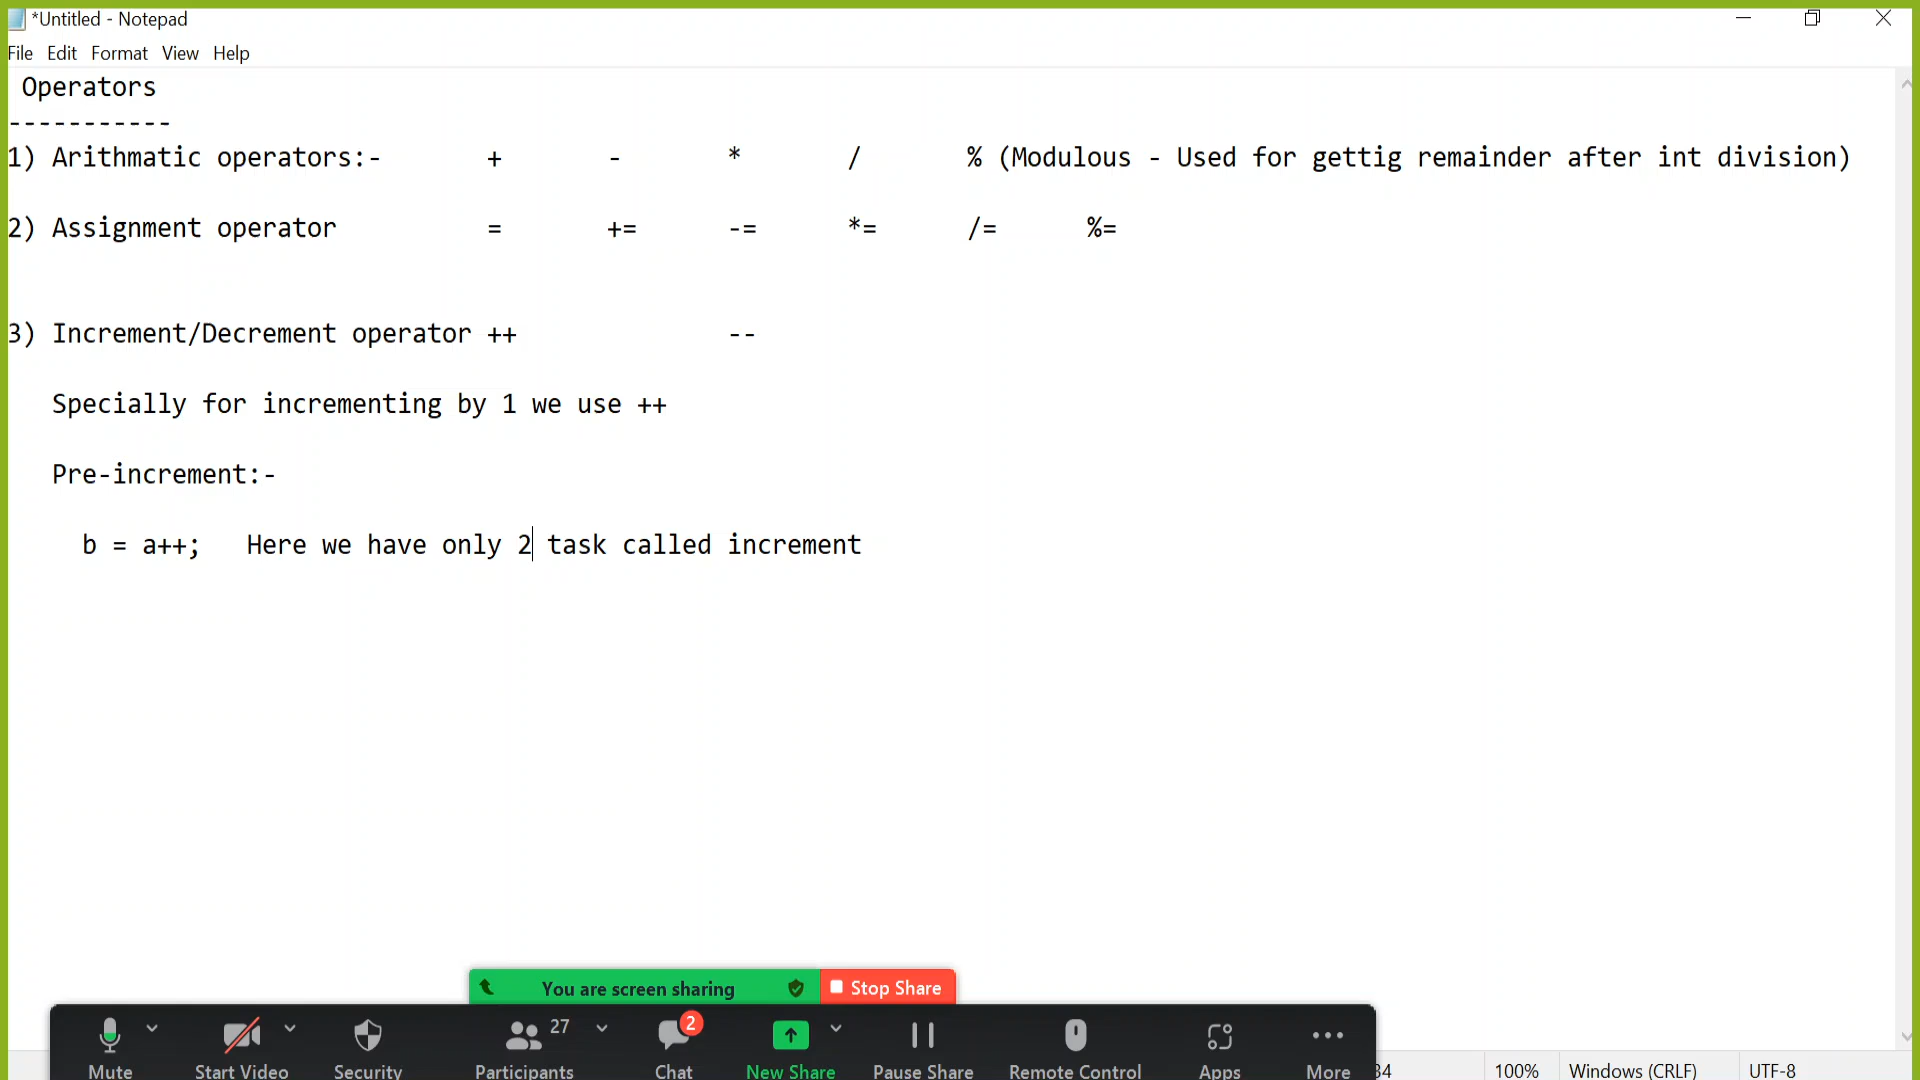 *Untitled - Notepad
File Edit Format View Help
Operators
-----------
1) Arithmatic operators:- + - * / % (Modulous - Used for gettig remainder after int division)
2) Assignment operator = += -= *= /= %=
3) Increment/Decrement operator ++ --
Specially for incrementing by 1 we use ++
Pre-increment:-
b = a++; Here we have only 2 task called increment
You are screen sharing Stop Share
27 2
Mute Start Video Security Participants Chat New Share Pause Share Remote Control Apps More 34 100% Windows (CRLF) UTF-8